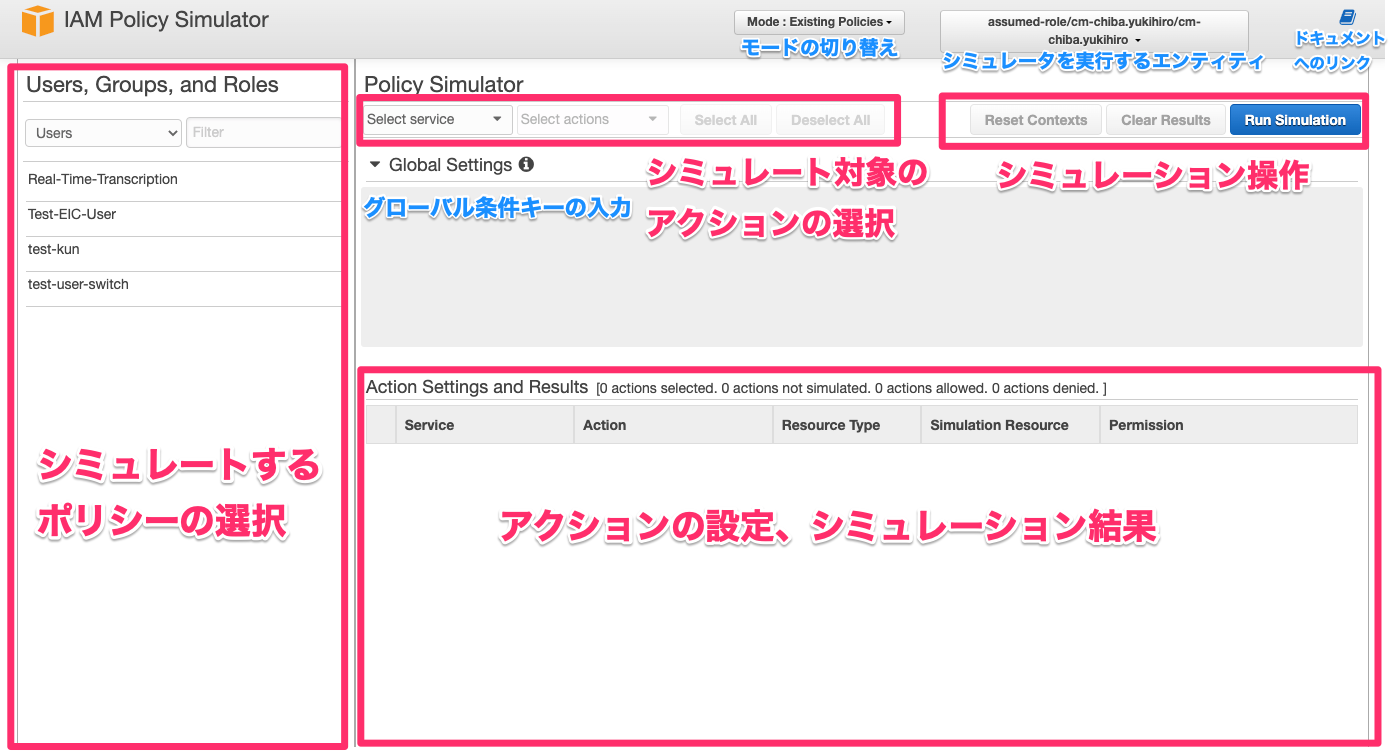 IAM Policy Simulator
Mode : Existing Policies
モードの切り替え
assumed-role/cm-chiba.yukihiro/cm-
chiba.yukihiro
シミュレータを実行するエンティティ
ドキュメント
へのリンク
Users, Groups, and Roles
Users
Filter
Real-Time-Transcription
Test-EIC-User
test-kun
test-user-switch
シミュレートする
ポリシーの選択
Policy Simulator
Select service
Select actions
Select All
Deselect All
Reset Contexts
Clear Results
Run Simulation
Global Settings
シミュレート対象の
アクションの選択
シミュレーション操作
グローバル条件キーの入力
Action Settings and Results [0 actions selected. 0 actions not simulated. 0 actions allowed. 0 actions denied. ]
Service Action Resource Type Simulation Resource Permission
アクションの設定、シミュレーション結果